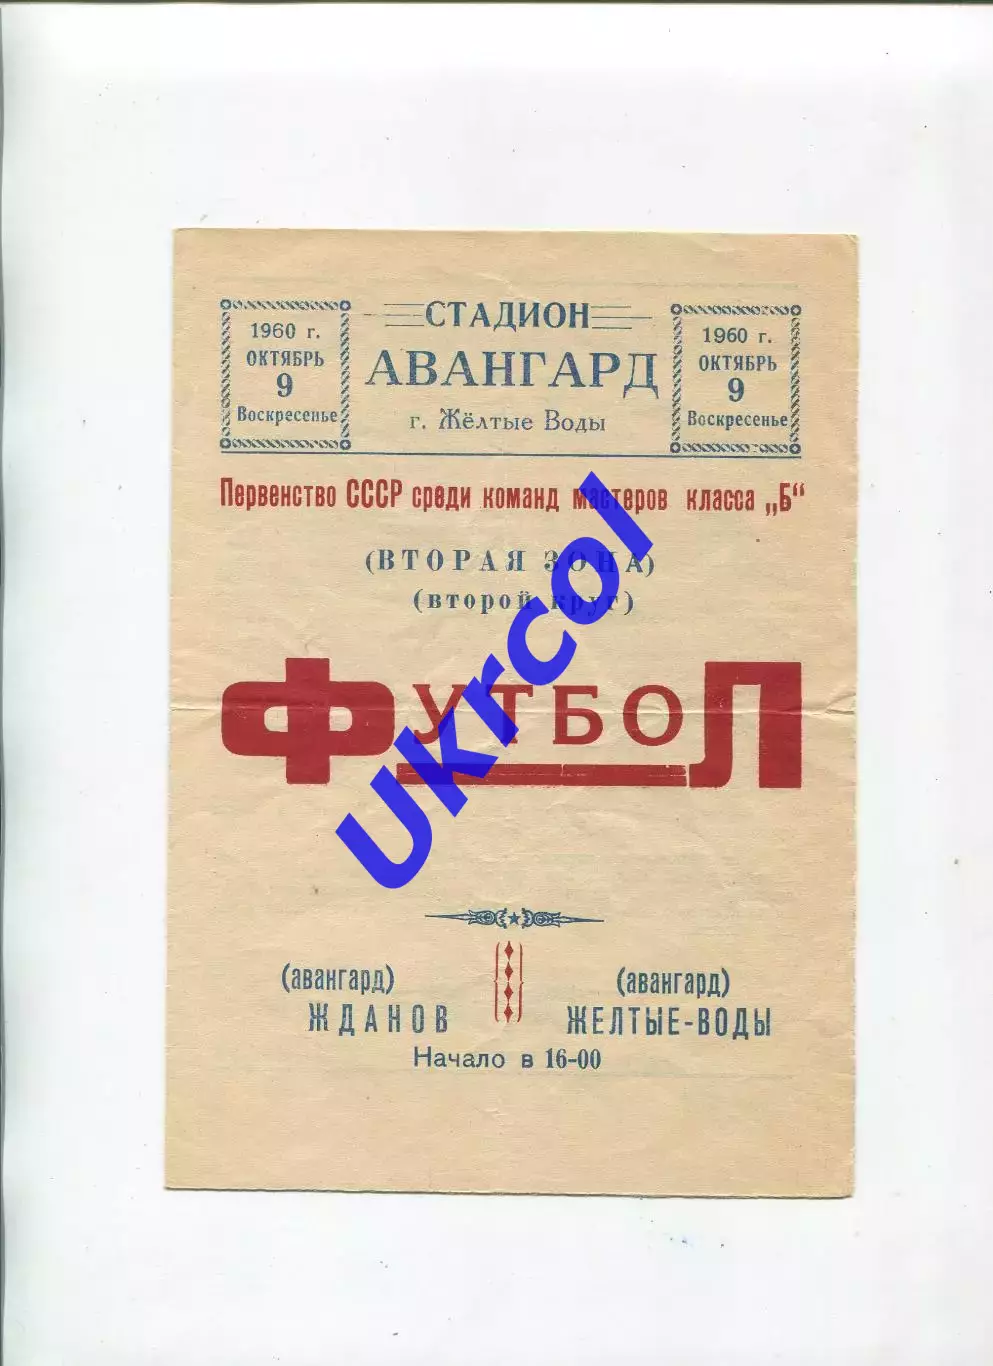 СТАДИОН
АВАНГАРД
г. Жёлтые Воды
1960 г.
ОКТЯБРЬ
9
Воскресенье
1960 г.
ОКТЯБРЬ
9
Воскресенье
Первенство СССР среди команд мастеров класса „Б“
(ВТОРАЯ ЗОНА)
(второй круг)
ФУТБОЛ
(авангард)
ЖДАНОВ
(авангард)
ЖЕЛТЫЕ-ВОДЫ
Начало в 16-00
Ukrcol